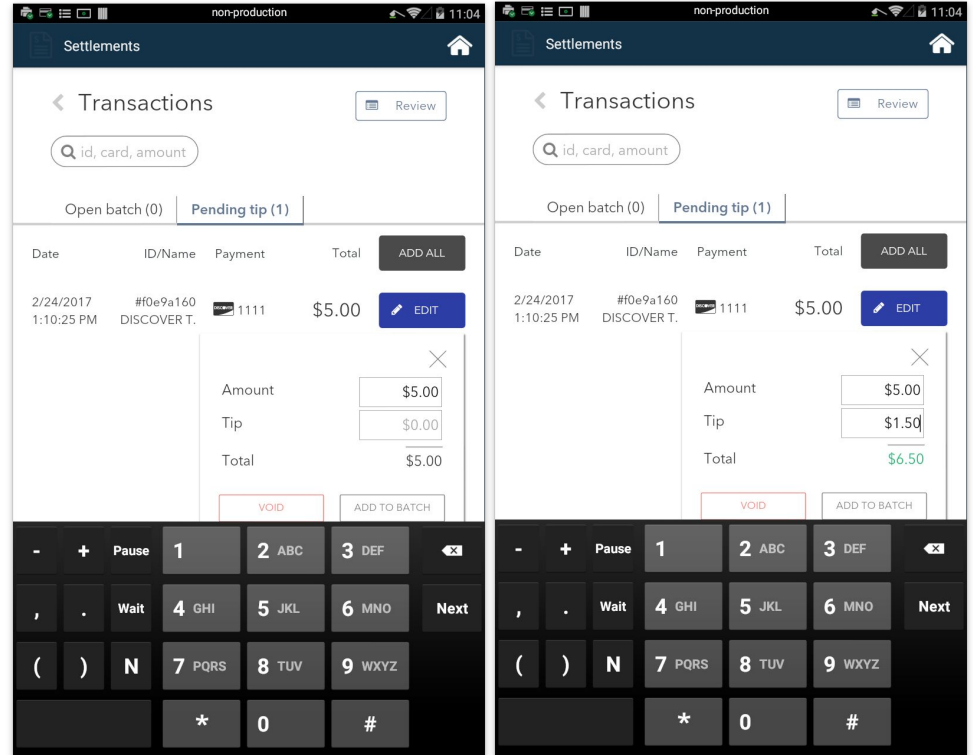 non-production 11:04
Settlements
Transactions
Review
id, card, amount
Open batch (0) Pending tip (1)
Date ID/Name Payment Total ADD ALL
2/24/2017 #f0e9a160
DISCOVER 1111 $5.00 EDIT
1:10:25 PM DISCOVER T.
Amount $5.00
Tip $0.00
Total $5.00
VOID ADD TO BATCH
- + Pause 1 2 ABC 3 DEF
, . Wait 4 GHI 5 JKL 6 MNO Next
( ) N 7 PQRS 8 TUV 9 WXYZ
* 0 #
non-production 11:04
Settlements
Transactions
Review
id, card, amount
Open batch (0) Pending tip (1)
Date ID/Name Payment Total ADD ALL
2/24/2017 #f0e9a160
DISCOVER 1111 $5.00 EDIT
1:10:25 PM DISCOVER T.
Amount $5.00
Tip $1.50
Total $6.50
VOID ADD TO BATCH
- + Pause 1 2 ABC 3 DEF
, . Wait 4 GHI 5 JKL 6 MNO Next
( ) N 7 PQRS 8 TUV 9 WXYZ
* 0 #